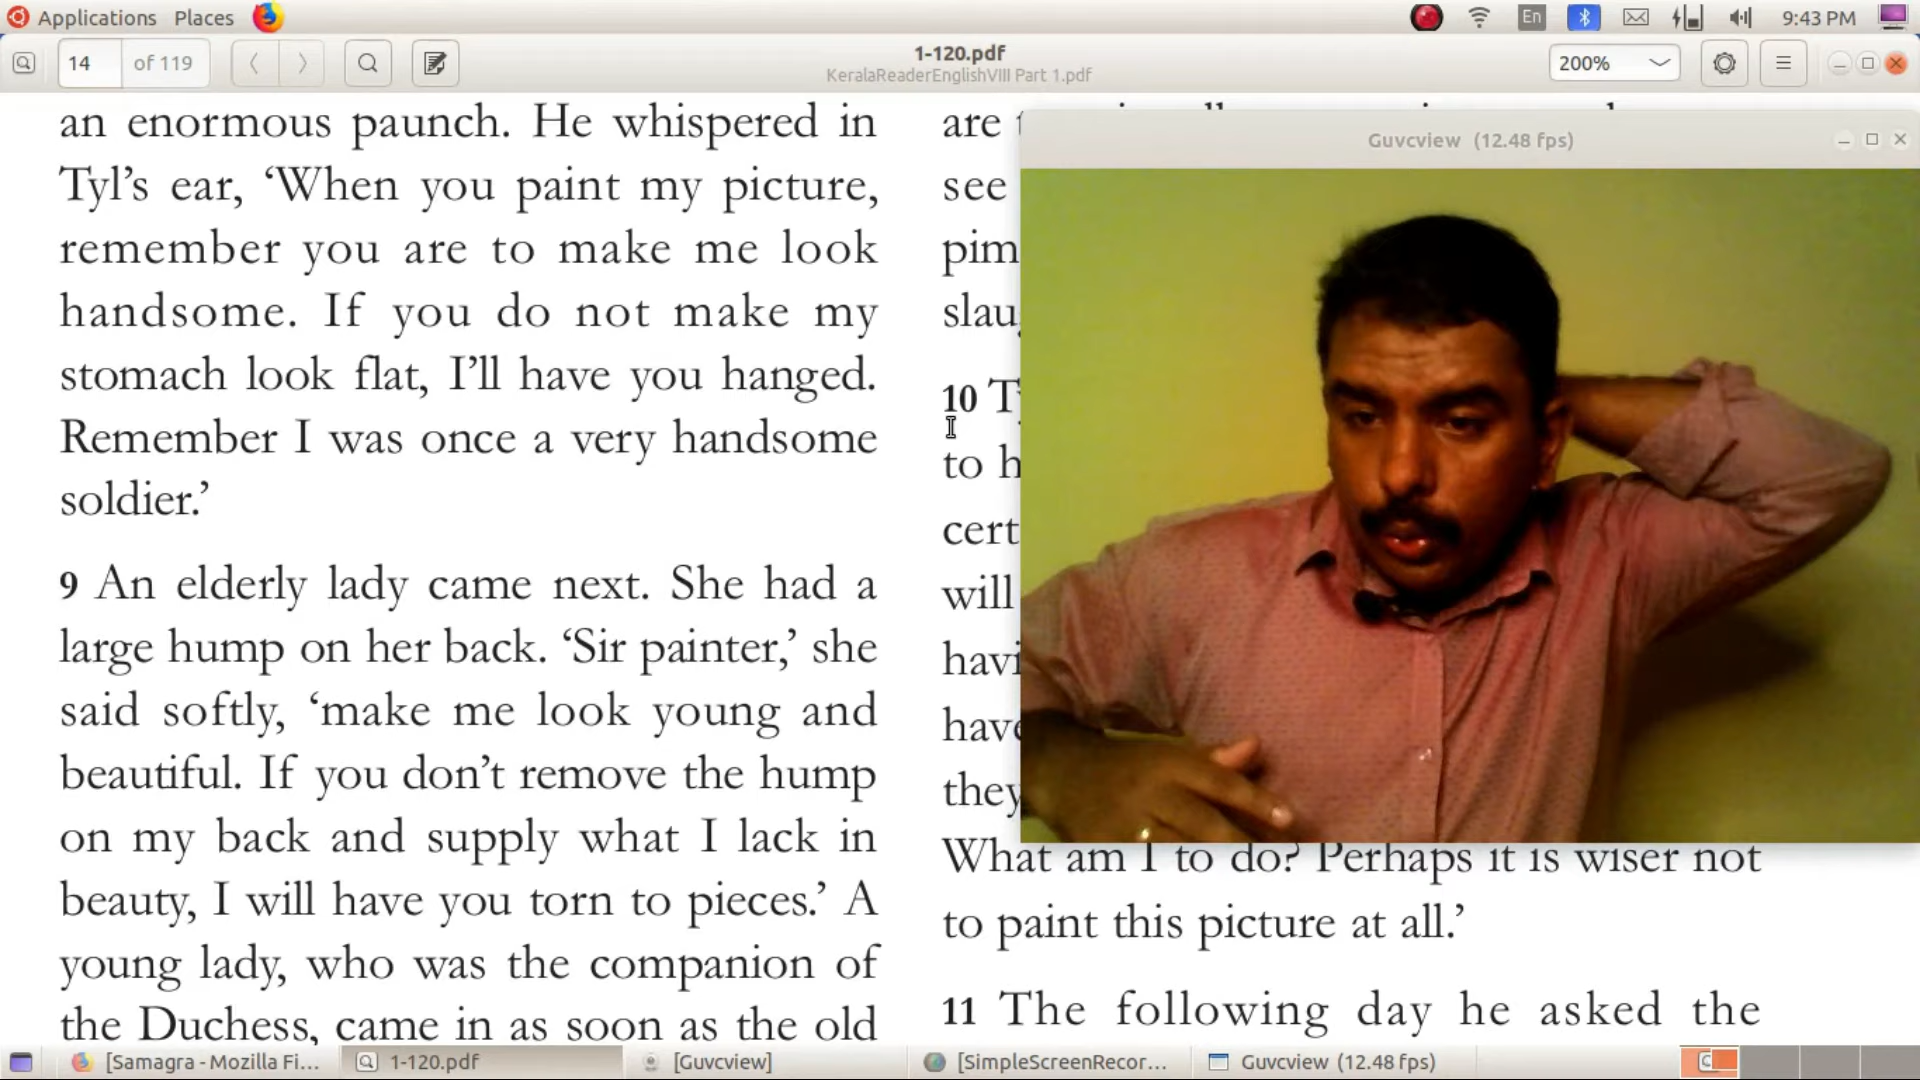 Applications Places En 9:43 PM
14 of 119 1-120.pdf 200%
KeralaReaderEnglishVIII Part 1.pdf
an enormous paunch. He whispered in
Tyl's ear, 'When you paint my picture,
remember you are to make me look
handsome. If you do not make my
stomach look flat, I'll have you hanged.
Remember I was once a very handsome
soldier.'
9 An elderly lady came next. She had a
large hump on her back. 'Sir painter,' she
said softly, 'make me look young and
beautiful. If you don't remove the hump
on my back and supply what I lack in
beauty, I will have you torn to pieces.' A
young lady, who was the companion of
the Duchess, came in as soon as the old
are
see
pim
slau
10 Ty
to h
cert
will
havi
have
they
What am I to do? Perhaps it is wiser not
to paint this picture at all.'
11 The following day he asked the
Guvcview (12.48 fps)
[Samagra - Mozilla Fi... 1-120.pdf [Guvcview] [SimpleScreenRecor... Guvcview (12.48 fps)